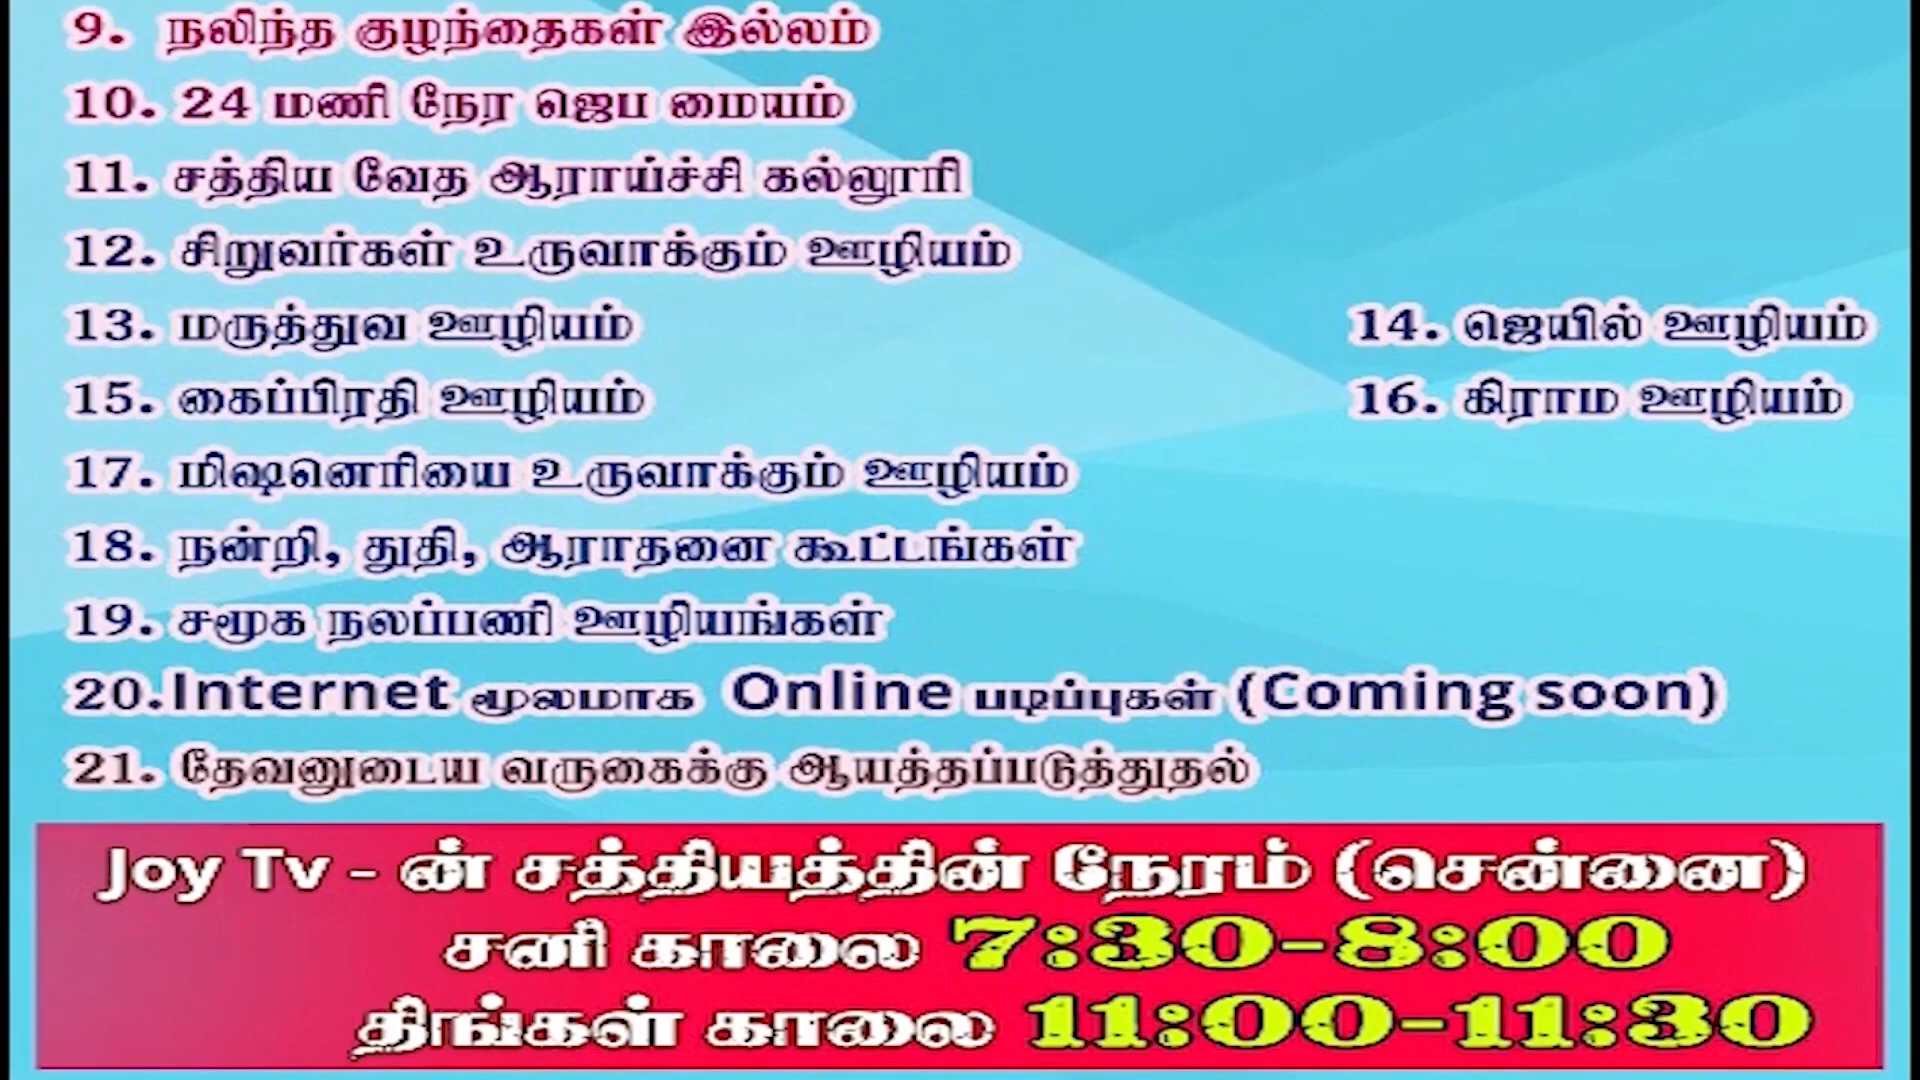 9. நலிந்த குழந்தைகள் இல்லம்
10. 24 மணி நேர ஜெப மையம்
11. சத்திய வேத ஆராய்ச்சி கல்லூரி
12. சிறுவர்கள் உருவாக்கும் ஊழியம்
13. மருத்துவ ஊழியம் 14. ஜெயில் ஊழியம்
15. கைப்பிரதி ஊழியம் 16. கிராம ஊழியம்
17. மிஷனெரியை உருவாக்கும் ஊழியம்
18. நன்றி, துதி, ஆராதனை கூட்டங்கள்
19. சமூக நலப்பணி ஊழியங்கள்
20.Internet மூலமாக Online படிப்புகள் (Coming soon)
21. தேவனுடைய வருகைக்கு ஆயத்தப்படுத்துதல்
Joy Tv - ன் சத்தியத்தின் நேரம் (சென்னை)
சனி காலை 7:30-8:00
திங்கள் காலை 11:00-11:30